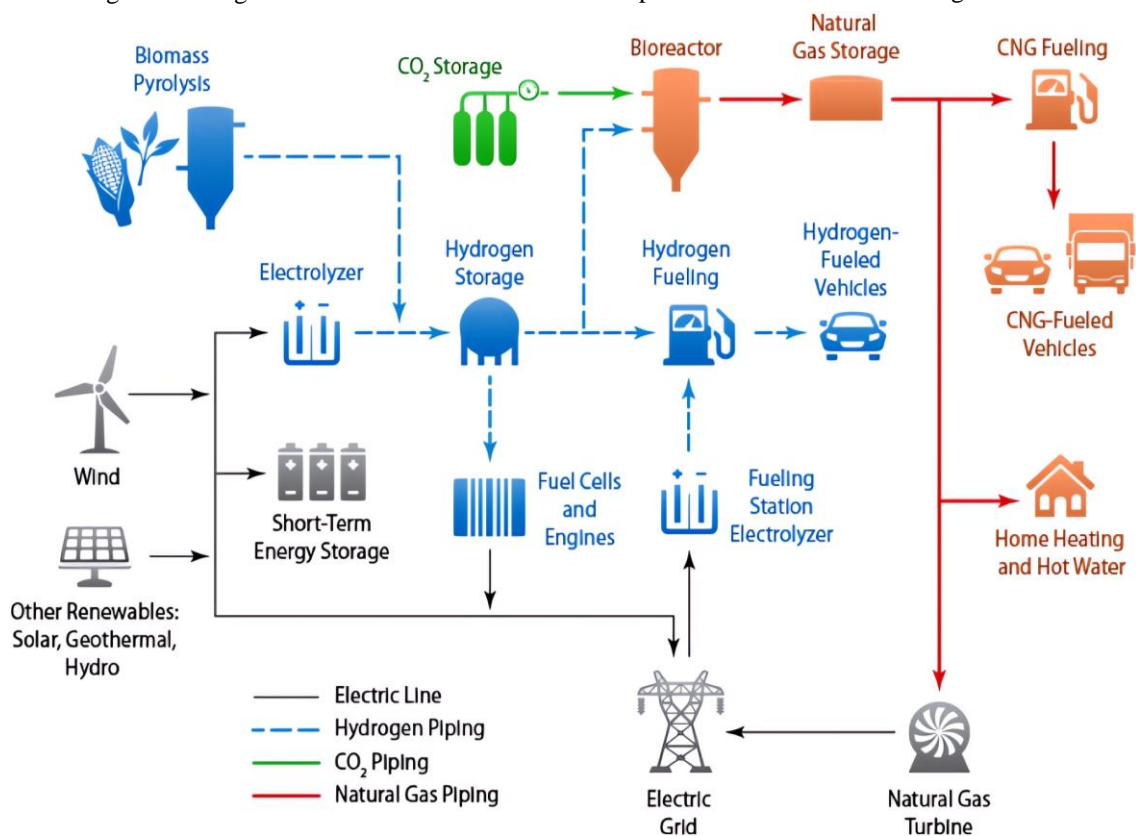 Biomass
Pyrolysis
CO₂ Storage
Bioreactor
Natural
Gas Storage
CNG Fueling
Electrolyzer
Hydrogen
Storage
Hydrogen
Fueling
Hydrogen-
Fueled
Vehicles
CNG-Fueled
Vehicles
Wind
Short-Term
Energy Storage
Fuel Cells
and
Engines
Fueling
Station
Electrolyzer
Home Heating
and Hot Water
Other Renewables:
Solar, Geothermal,
Hydro
Electric Line
Hydrogen Piping
CO₂ Piping
Natural Gas Piping
Electric
Grid
Natural Gas
Turbine